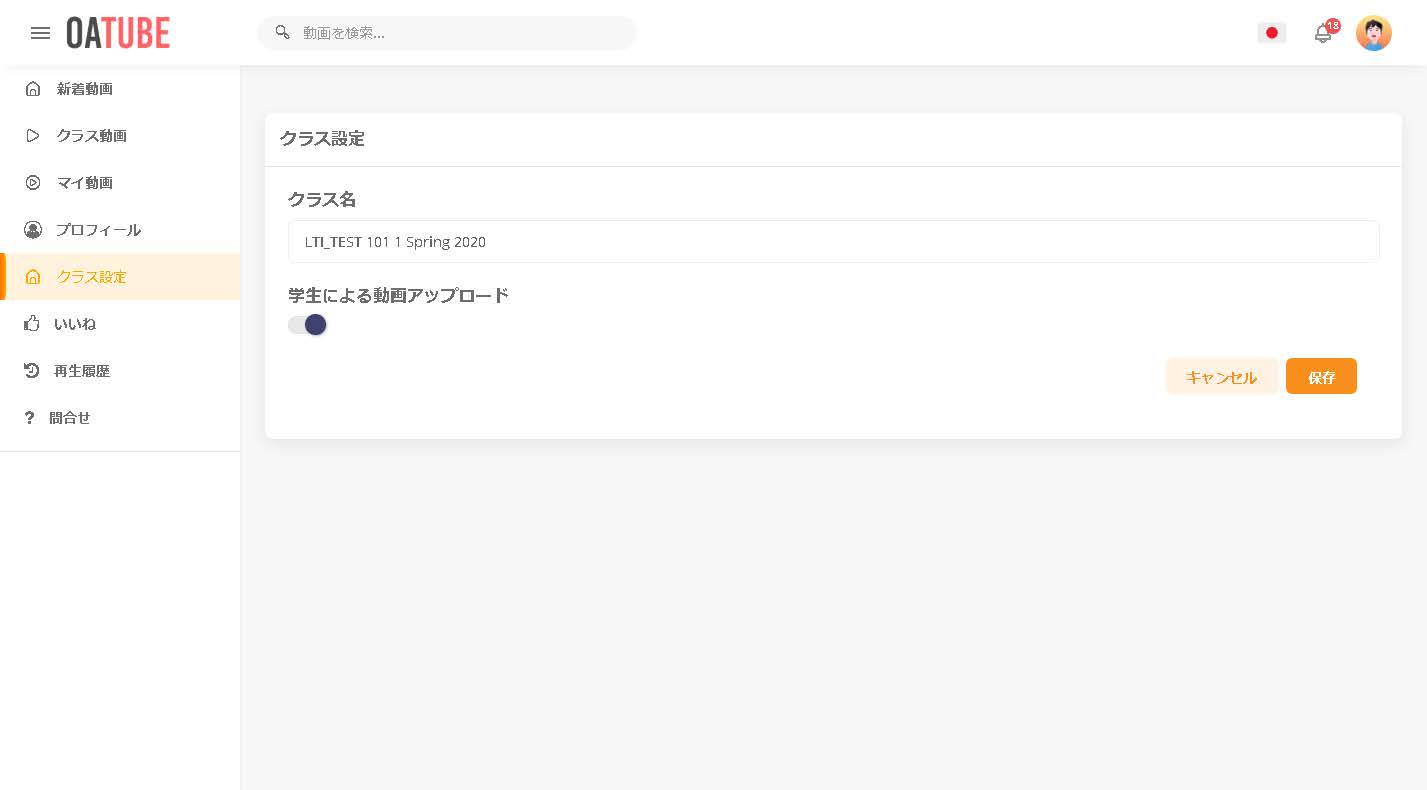 OATUBE
動画を検索...
18
新着動画
クラス動画
マイ動画
プロフィール
クラス設定
いいね
再生履歴
問合せ
クラス設定
クラス名
LTI_TEST 101 1 Spring 2020
学生による動画アップロード
キャンセル
保存